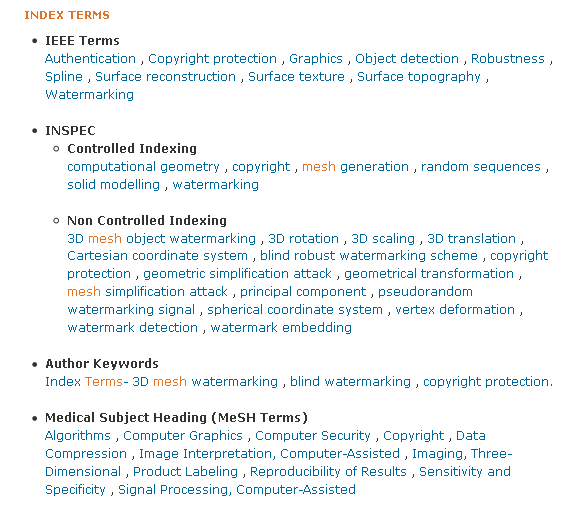 INDEX TERMS
IEEE Terms
Authentication , Copyright protection , Graphics , Object detection , Robustness ,
Spline , Surface reconstruction , Surface texture , Surface topography ,
Watermarking
INSPEC
Controlled Indexing
computational geometry , copyright , mesh generation , random sequences ,
solid modelling , watermarking
Non Controlled Indexing
3D mesh object watermarking , 3D rotation , 3D scaling , 3D translation ,
Cartesian coordinate system , blind robust watermarking scheme , copyright
protection , geometric simplification attack , geometrical transformation ,
mesh simplification attack , principal component , pseudorandom
watermarking signal , spherical coordinate system , vertex deformation ,
watermark detection , watermark embedding
Author Keywords
Index Terms- 3D mesh watermarking , blind watermarking , copyright protection.
Medical Subject Heading (MeSH Terms)
Algorithms , Computer Graphics , Computer Security , Copyright , Data
Compression , Image Interpretation, Computer-Assisted , Imaging, Three-
Dimensional , Product Labeling , Reproducibility of Results , Sensitivity and
Specificity , Signal Processing, Computer-Assisted